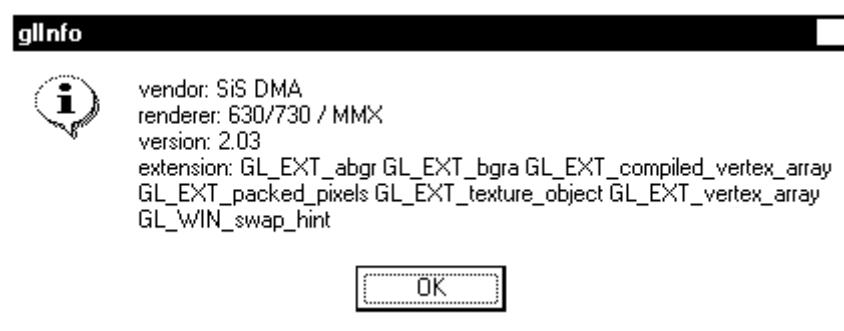 glInfo
vendor: SiS DMA
renderer: 630/730 / MMX
version: 2.03
extension: GL_EXT_abgr GL_EXT_bgra GL_EXT_compiled_vertex_array
GL_EXT_packed_pixels GL_EXT_texture_object GL_EXT_vertex_array
GL_WIN_swap_hint
OK